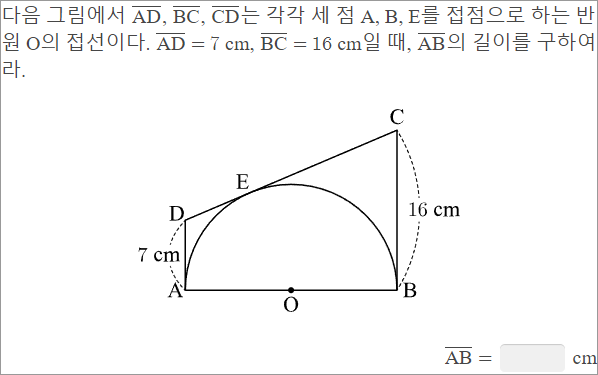 다음 그림에서 AD, BC, CD는 각각 세 점 A, B, E를 접점으로 하는 반
원 O의 접선이다. AD = 7 cm, BC = 16 cm일 때, AB의 길이를 구하여
라.
C
E
D
16 cm
7 cm
A
B
O
AB = cm